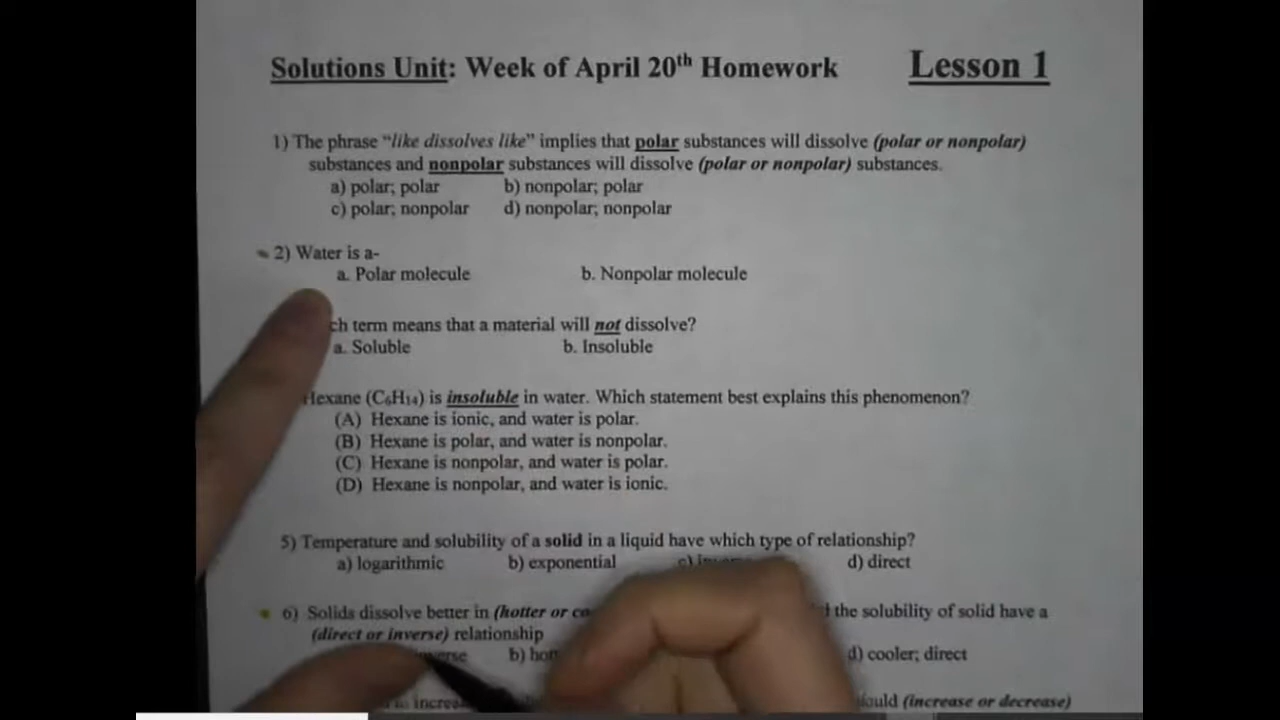 Solutions Unit: Week of April 20th Homework Lesson 1
1) The phrase “like dissolves like” implies that polar substances will dissolve (polar or nonpolar)
substances and nonpolar substances will dissolve (polar or nonpolar) substances.
a) polar; polar b) nonpolar; polar
c) polar; nonpolar d) nonpolar; nonpolar
2) Water is a-
a. Polar molecule b. Nonpolar molecule
term means that a material will not dissolve?
a. Soluble b. Insoluble
Hexane (C₆H₁₄) is insoluble in water. Which statement best explains this phenomenon?
(A) Hexane is ionic, and water is polar.
(B) Hexane is polar, and water is nonpolar.
(C) Hexane is nonpolar, and water is polar.
(D) Hexane is nonpolar, and water is ionic.
5) Temperature and solubility of a solid in a liquid have which type of relationship?
a) logarithmic b) exponential d) direct
6) Solids dissolve better in (hotter or the solubility of solid have a
(direct or inverse) relationship
b) d) cooler; direct
(increase or decrease)